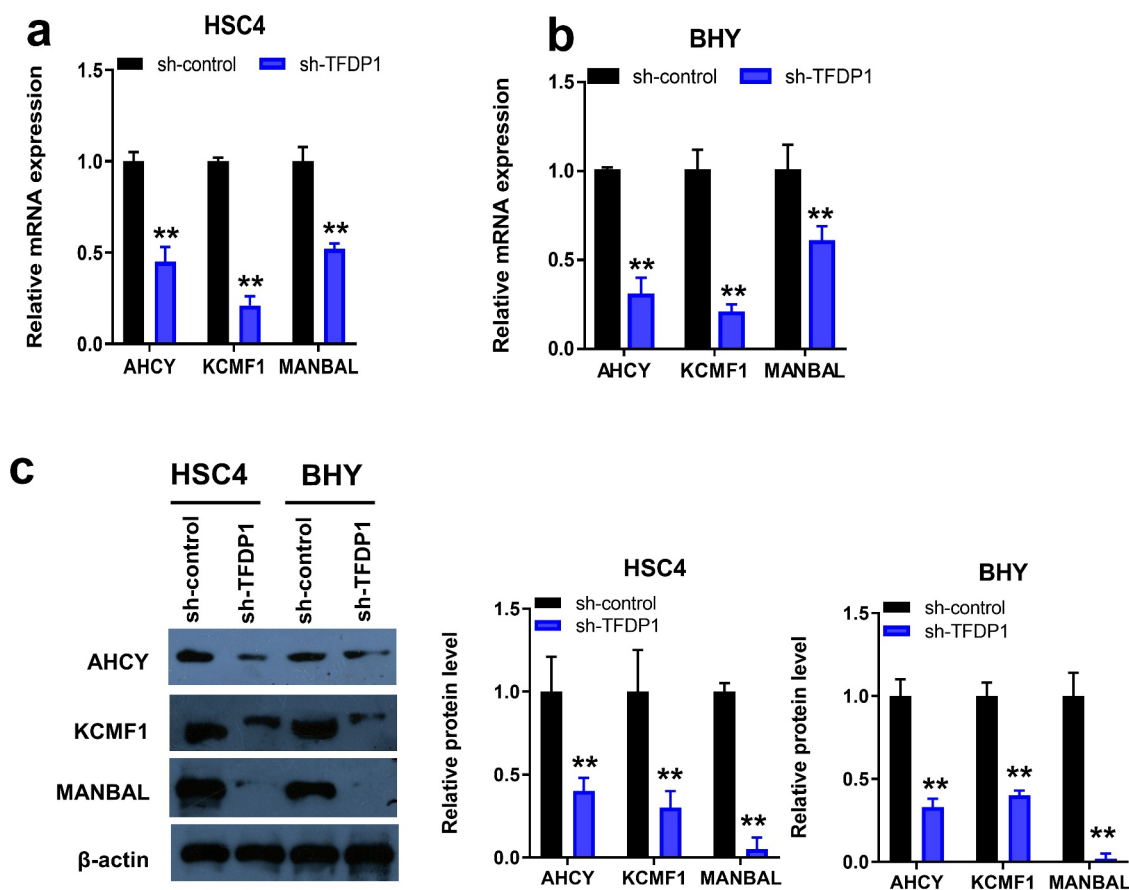 a
HSC4
sh-control sh-TFDP1
Relative mRNA expression
1.5
1.0
0.5
0.0
** ** **
AHCY KCMF1 MANBAL
b
BHY
sh-control sh-TFDP1
Relative mRNA expression
1.5
1.0
0.5
0.0
** ** **
AHCY KCMF1 MANBAL
c
HSC4 BHY
sh-control sh-TFDP1 sh-control sh-TFDP1
AHCY
KCMF1
MANBAL
β-actin
HSC4
sh-control
sh-TFDP1
Relative protein level
1.5
1.0
0.5
0.0
** ** **
AHCY KCMF1 MANBAL
BHY
sh-control
sh-TFDP1
Relative protein level
1.5
1.0
0.5
0.0
** ** **
AHCY KCMF1 MANBAL